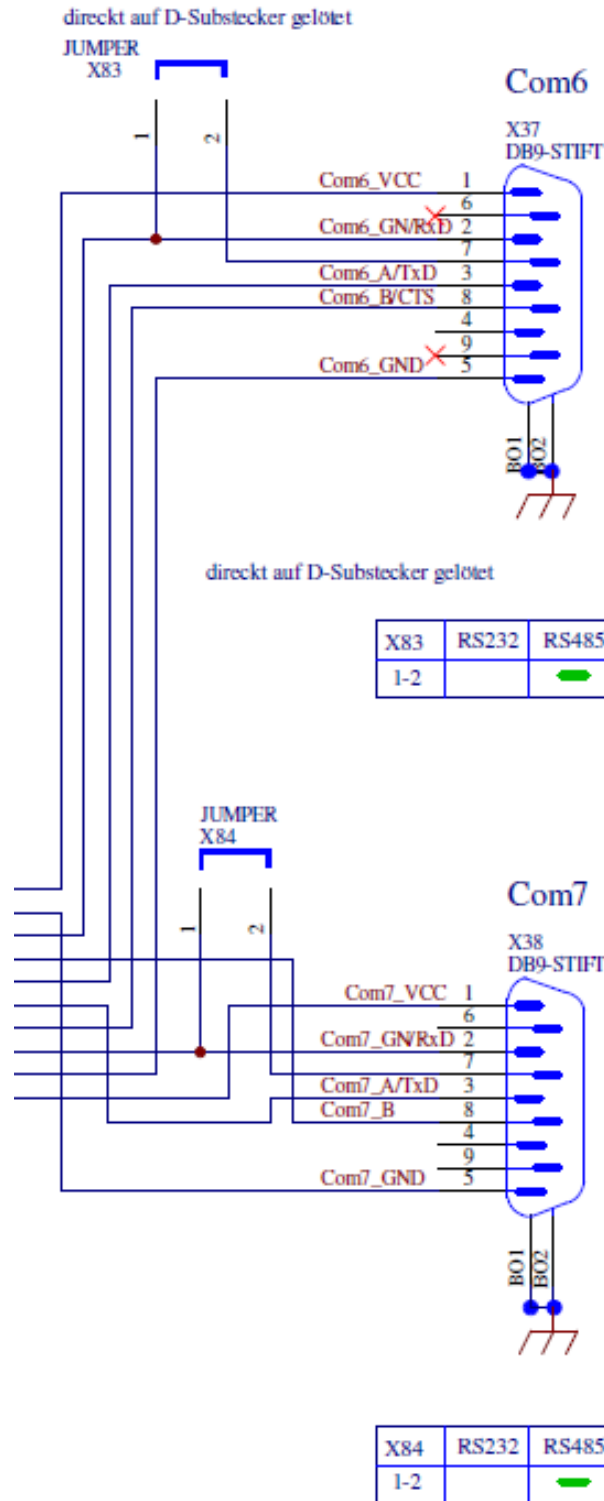 direckt auf D-Substecker gelötet
JUMPER
X83
1
2
Com6
X37
DB9-STIFT
Com6_VCC 1
6
Com6_GN/RxD 2
7
Com6_A/TxD 3
Com6_B/CTS 8
4
9
Com6_GND 5
BO1
BO2
direckt auf D-Substecker gelötet
X83 RS232 RS485
1-2
JUMPER
X84
1
2
Com7
X38
DB9-STIFT
Com7_VCC 1
6
Com7_GN/RxD 2
7
Com7_A/TxD 3
Com7_B 8
4
9
Com7_GND 5
BO1
BO2
X84 RS232 RS485
1-2